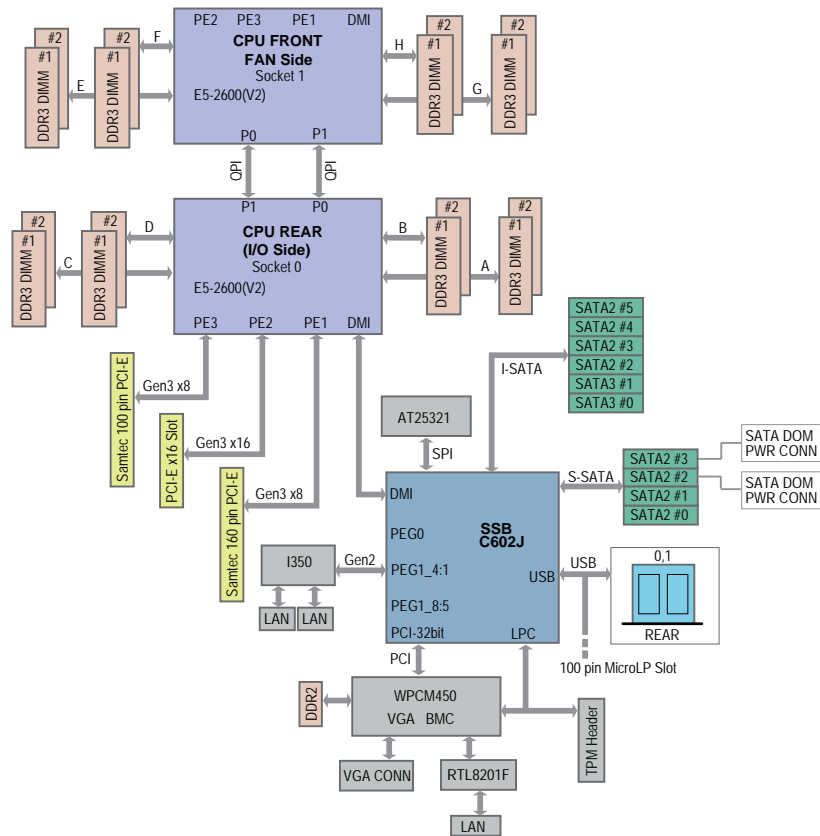 PE2 PE3 PE1 DMI
CPU FRONT
FAN Side
Socket 1
E5-2600(V2)
P0 P1
#2
#1
DDR3 DIMM
E
#2
#1
DDR3 DIMM
F
H
#2
#1
DDR3 DIMM
G
#2
#1
DDR3 DIMM
QPI
QPI
P1 P0
CPU REAR
(I/O Side)
Socket 0
E5-2600(V2)
PE3 PE2 PE1 DMI
#2
#1
DDR3 DIMM
C
#2
#1
DDR3 DIMM
D
B
#2
#1
DDR3 DIMM
A
#2
#1
DDR3 DIMM
Samtec 100 pin PCI-E
Gen3 x8
PCI-E x16 Slot
Gen3 x16
Samtec 160 pin PCI-E
Gen3 x8
I-SATA
SATA2 #5
SATA2 #4
SATA2 #3
SATA2 #2
SATA3 #1
SATA3 #0
AT25321
SPI
S-SATA
SATA2 #3
SATA2 #2
SATA2 #1
SATA2 #0
SATA DOM
PWR CONN
SATA DOM
PWR CONN
DMI
SSB
C602J
PEG0
PEG1_4:1
PEG1_8:5
PCI-32bit
USB
LPC
I350
Gen2
LAN
LAN
USB
0,1
REAR
100 pin MicroLP Slot
PCI
DDR2
WPCM450
VGA BMC
TPM Header
VGA CONN
RTL8201F
LAN